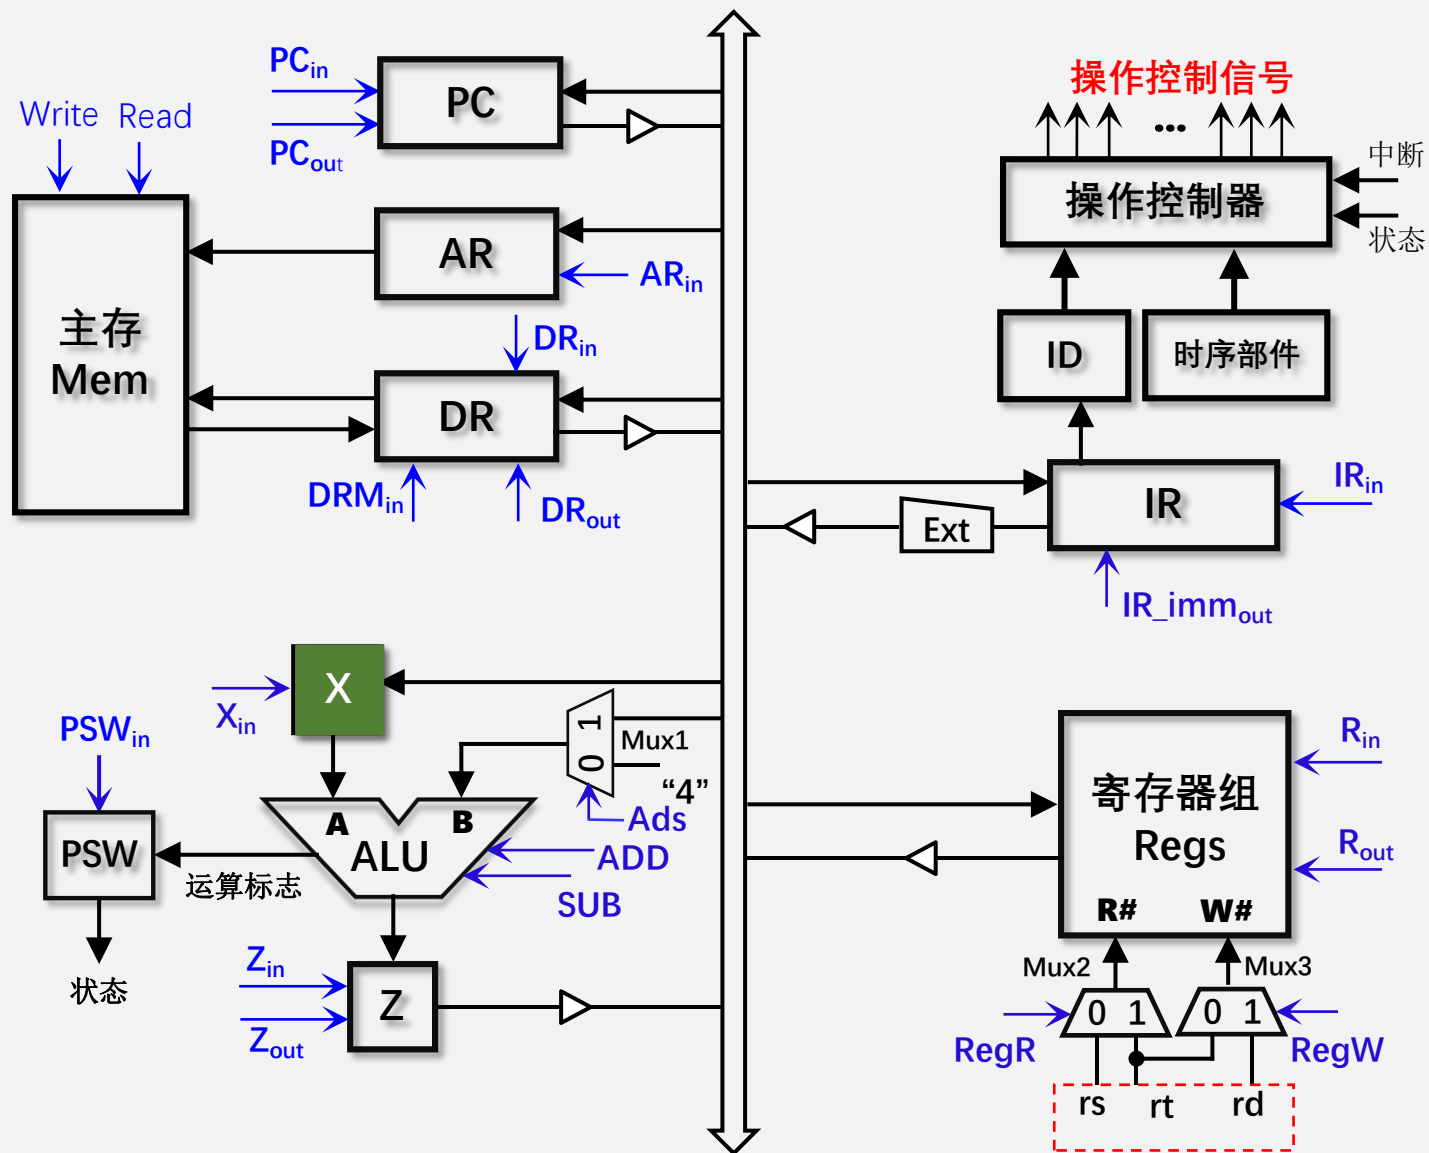 PCin
PC
PCout
Write
Read
操作控制信号
...
中断
操作控制器
状态
AR
ARin
主存
Mem
DRin
DR
DRMin
DRout
ID
时序部件
IR
IRin
Ext
IR_immout
X
Xin
1
0
Mux1
“4”
Ads
PSWin
A
B
ALU
ADD
SUB
PSW
运算标志
状态
Zin
Z
Zout
寄存器组
Regs
Rin
Rout
R#
W#
Mux2
Mux3
0 1
0 1
RegR
RegW
rs
rt
rd